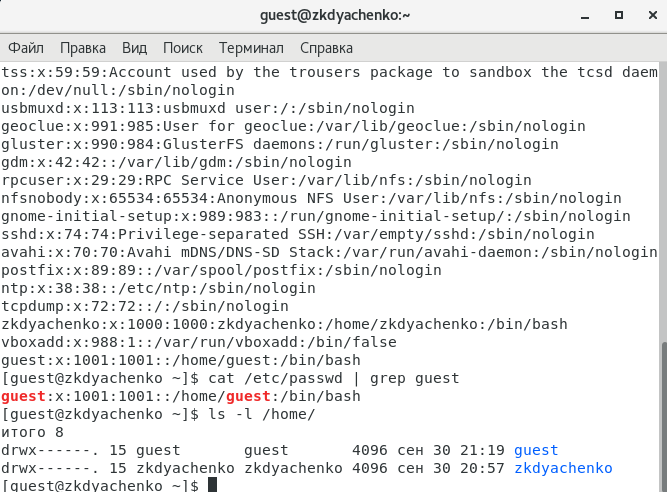 guest@zkdyachenko:~
Файл Правка Вид Поиск Терминал Справка
tss:x:59:59:Account used by the trousers package to sandbox the tcsd daem
on:/dev/null:/sbin/nologin
usbmuxd:x:113:113:usbmuxd user:/:/sbin/nologin
geoclue:x:991:985:User for geoclue:/var/lib/geoclue:/sbin/nologin
gluster:x:990:984:GlusterFS daemons:/run/gluster:/sbin/nologin
gdm:x:42:42::/var/lib/gdm:/sbin/nologin
rpcuser:x:29:29:RPC Service User:/var/lib/nfs:/sbin/nologin
nfsnobody:x:65534:65534:Anonymous NFS User:/var/lib/nfs:/sbin/nologin
gnome-initial-setup:x:989:983::/run/gnome-initial-setup/:/sbin/nologin
sshd:x:74:74:Privilege-separated SSH:/var/empty/sshd:/sbin/nologin
avahi:x:70:70:Avahi mDNS/DNS-SD Stack:/var/run/avahi-daemon:/sbin/nologin
postfix:x:89:89::/var/spool/postfix:/sbin/nologin
ntp:x:38:38::/etc/ntp:/sbin/nologin
tcpdump:x:72:72::/:/sbin/nologin
zkdyachenko:x:1000:1000:zkdyachenko:/home/zkdyachenko:/bin/bash
vboxadd:x:988:1::/var/run/vboxadd:/bin/false
guest:x:1001:1001::/home/guest:/bin/bash
[guest@zkdyachenko ~]$ cat /etc/passwd | grep guest
guest:x:1001:1001::/home/guest:/bin/bash
[guest@zkdyachenko ~]$ ls -l /home/
итого 8
drwx------. 15 guest       guest       4096 сен 30 21:19 guest
drwx------. 15 zkdyachenko zkdyachenko 4096 сен 30 20:57 zkdyachenko
[guest@zkdyachenko ~]$